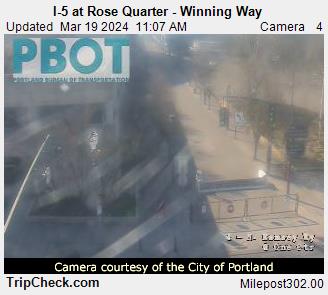 I-5 at Rose Quarter - Winning Way
Updated Mar 19 2024 11:07 AM Camera 4
PBOT
PORTLAND BUREAU OF TRANSPORTATION
Camera courtesy of the City of Portland
TripCheck.com Milepost302.00